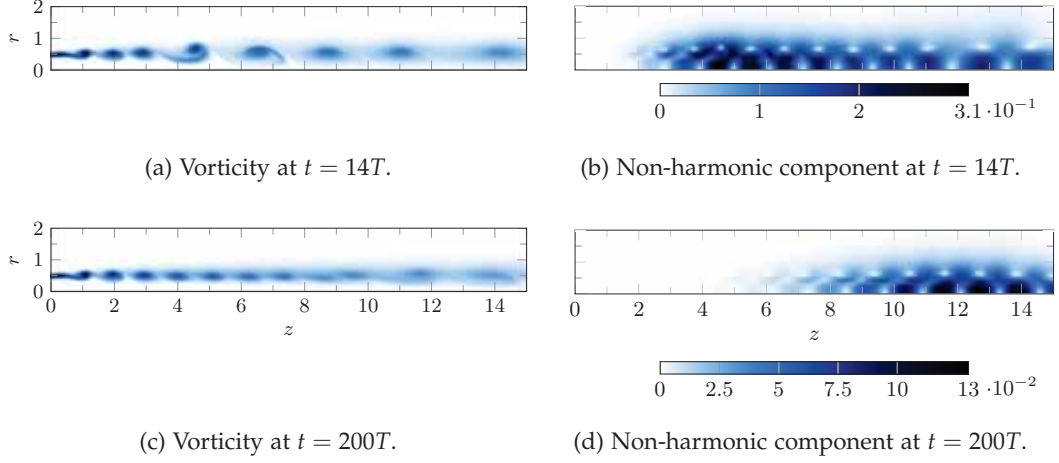 2
r 1
0
0 1 2 3.1 ·10⁻¹
(a) Vorticity at t = 14T.
(b) Non-harmonic component at t = 14T.
2
r 1
0
0 2 4 6 8 10 12 14
z
0 2 4 6 8 10 12 14
z
0 2.5 5 7.5 10 13 ·10⁻²
(c) Vorticity at t = 200T.
(d) Non-harmonic component at t = 200T.